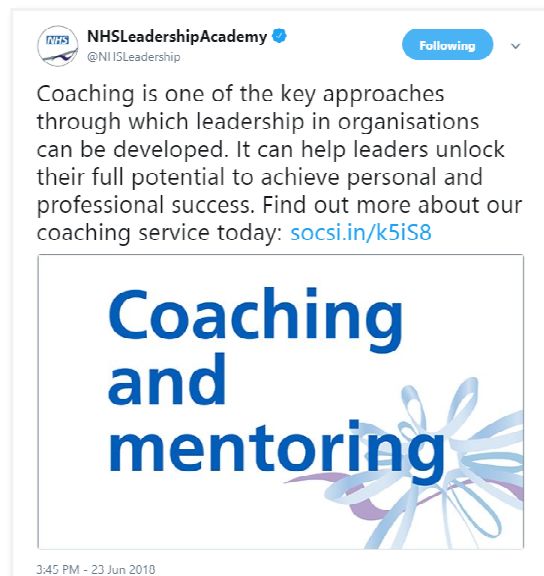 NHS
NHSLeadershipAcademy
@NHSLeadership
Following
Coaching is one of the key approaches
through which leadership in organisations
can be developed. It can help leaders unlock
their full potential to achieve personal and
professional success. Find out more about our
coaching service today: socsi.in/k5iS8
Coaching
and
mentoring
3:45 PM - 23 Jun 2018